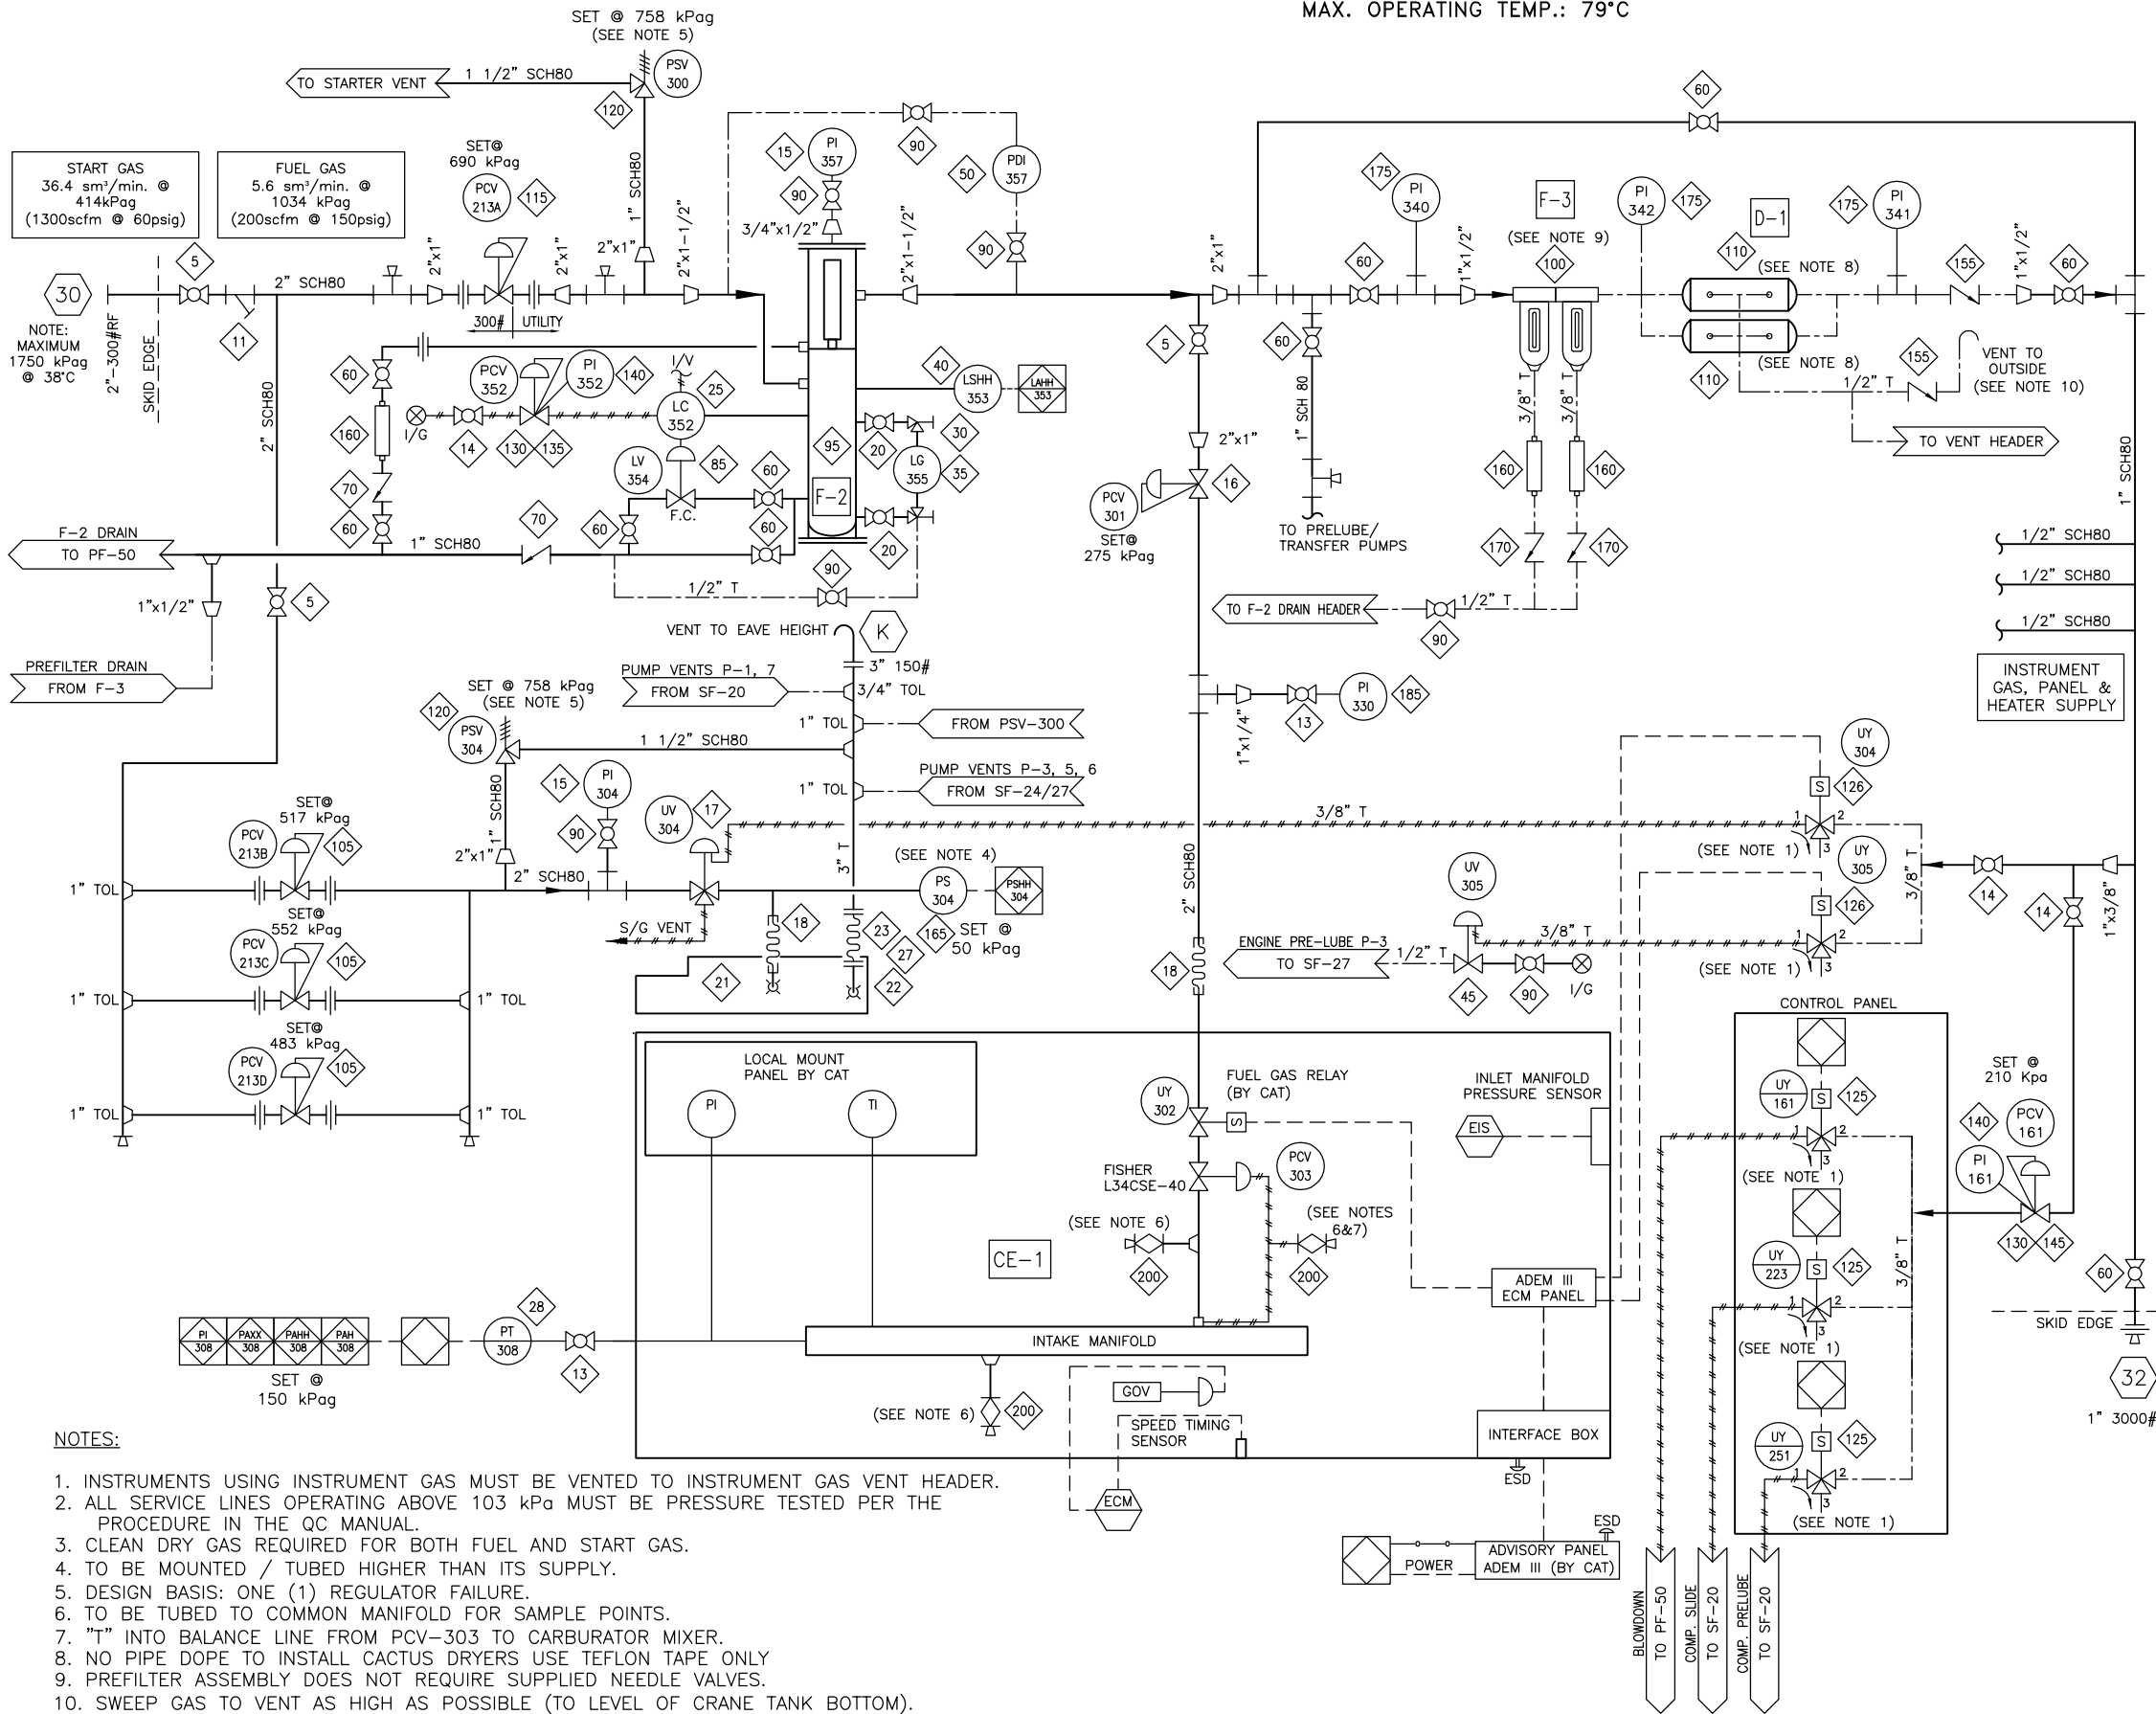 MAX. OPERATING TEMP.: 79°C
SET @ 758 kPag
(SEE NOTE 5)
PSV
300
TO STARTER VENT
1 1/2" SCH80
120
1" SCH80
2"x1"
START GAS
36.4 sm³/min. @
414kPag
(1300scfm @ 60psig)
FUEL GAS
5.6 sm³/min. @
1034 kPag
(200scfm @ 150psig)
SET@
690 kPag
PCV
213A
115
30
NOTE:
MAXIMUM
1750 kPag
@ 38°C
2"-300#RF
SKID EDGE
5
11
2" SCH80
2"x1"
2"x1"
2"x1-1/2"
300#
UTILITY
2" SCH80
15
PI
357
90
3/4"x1/2"
90
50
PDI
357
90
2"x1-1/2"
60
160
70
60
PCV
352
PI
352
140
I/V
25
LC
352
I/G
14
130
135
LV
354
85
F.C.
60
60
60
70
1" SCH80
95
F-2
40
LSHH
353
LAHH
353
20
30
LG
355
35
20
90
1/2" T
F-2 DRAIN
TO PF-50
1"x1/2"
5
PREFILTER DRAIN
FROM F-3
2"x1"
60
60
60
175
PI
340
1"x1/2"
F-3
(SEE NOTE 9)
100
PI
342
175
D-1
110
(SEE NOTE 8)
(SEE NOTE 8)
110
175
PI
341
155
1"x1/2"
60
155
VENT TO
OUTSIDE
(SEE NOTE 10)
1/2" T
TO VENT HEADER
3/8" T
3/8" T
160
160
170
170
1/2" T
TO F-2 DRAIN HEADER
90
1" SCH 80
TO PRELUBE/
TRANSFER PUMPS
5
2"x1"
16
PCV
301
SET@
275 kPag
1" SCH80
1/2" SCH80
1/2" SCH80
1/2" SCH80
INSTRUMENT
GAS, PANEL &
HEATER SUPPLY
VENT TO EAVE HEIGHT
K
3" 150#
PUMP VENTS P-1, 7
FROM SF-20
3/4" TOL
1" TOL
FROM PSV-300
1 1/2" SCH80
PUMP VENTS P-3, 5, 6
1" TOL
FROM SF-24/27
SET @ 758 kPag
(SEE NOTE 5)
120
PSV
304
1" SCH80
2"x1"
15
PI
304
90
UV
304
17
2" SCH80
3" T
(SEE NOTE 4)
PS
304
PSHH
304
165
SET @
50 kPag
S/G VENT
18
23
27
21
22
SET@
517 kPag
PCV
213B
105
1" TOL
SET@
552 kPag
PCV
213C
105
1" TOL
1" TOL
SET@
483 kPag
PCV
213D
105
1" TOL
1" TOL
1"x1/4"
13
PI
330
185
2" SCH80
18
3/8" T
UY
304
S
126
1
2
3
(SEE NOTE 1)
UY
305
S
126
1
2
3
(SEE NOTE 1)
3/8" T
14
14
1"x3/8"
UV
305
3/8" T
ENGINE PRE-LUBE P-3
TO SF-27
1/2" T
45
90
I/G
LOCAL MOUNT
PANEL BY CAT
PI
TI
UY
302
S
FUEL GAS RELAY
(BY CAT)
FISHER
L34CSE-40
PCV
303
(SEE NOTE 6)
200
(SEE NOTES
6&7)
200
CE-1
INLET MANIFOLD
PRESSURE SENSOR
EIS
ADEM III
ECM PANEL
INTAKE MANIFOLD
PI
308
PAXX
308
PAHH
308
PAH
308
SET @
150 kPag
PT
308
28
13
(SEE NOTE 6)
200
GOV
SPEED TIMING
SENSOR
ECM
INTERFACE BOX
ESD
ESD
ADVISORY PANEL
ADEM III (BY CAT)
POWER
CONTROL PANEL
UY
161
S
125
1
2
3
(SEE NOTE 1)
UY
223
S
125
1
2
3
(SEE NOTE 1)
UY
251
S
125
1
2
3
(SEE NOTE 1)
3/8" T
SET @
210 Kpa
140
PCV
161
PI
161
130
145
60
SKID EDGE
32
1" 3000#
BLOWDOWN
TO PF-50
COMP. SLIDE
TO SF-20
COMP. PRELUBE
TO SF-20
NOTES:
1. INSTRUMENTS USING INSTRUMENT GAS MUST BE VENTED TO INSTRUMENT GAS VENT HEADER.
2. ALL SERVICE LINES OPERATING ABOVE 103 kPa MUST BE PRESSURE TESTED PER THE
PROCEDURE IN THE QC MANUAL.
3. CLEAN DRY GAS REQUIRED FOR BOTH FUEL AND START GAS.
4. TO BE MOUNTED / TUBED HIGHER THAN ITS SUPPLY.
5. DESIGN BASIS: ONE (1) REGULATOR FAILURE.
6. TO BE TUBED TO COMMON MANIFOLD FOR SAMPLE POINTS.
7. "T" INTO BALANCE LINE FROM PCV-303 TO CARBURATOR MIXER.
8. NO PIPE DOPE TO INSTALL CACTUS DRYERS USE TEFLON TAPE ONLY
9. PREFILTER ASSEMBLY DOES NOT REQUIRE SUPPLIED NEEDLE VALVES.
10. SWEEP GAS TO VENT AS HIGH AS POSSIBLE (TO LEVEL OF CRANE TANK BOTTOM).